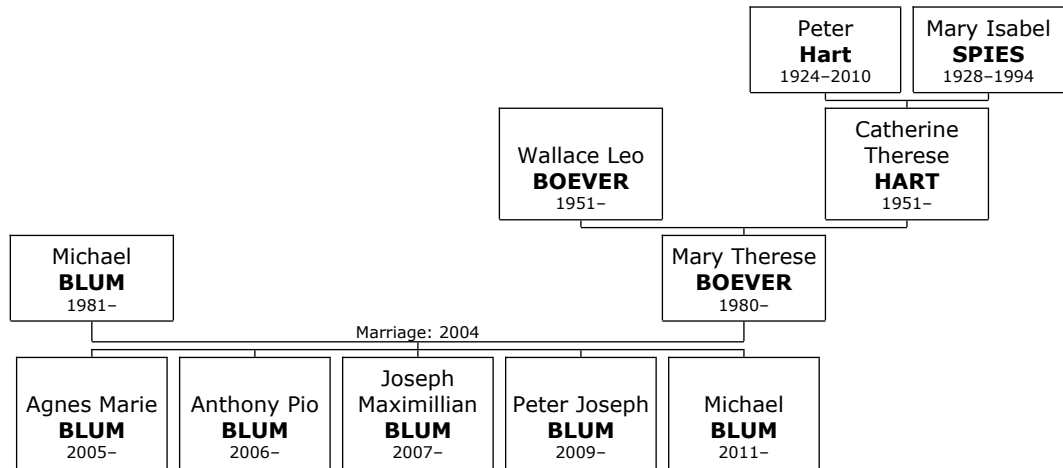 Peter
Hart
1924–2010
Mary Isabel
SPIES
1928–1994
Wallace Leo
BOEVER
1951–
Catherine
Therese
HART
1951–
Michael
BLUM
1981–
Mary Therese
BOEVER
1980–
Marriage: 2004
Agnes Marie
BLUM
2005–
Anthony Pio
BLUM
2006–
Joseph
Maximillian
BLUM
2007–
Peter Joseph
BLUM
2009–
Michael
BLUM
2011–